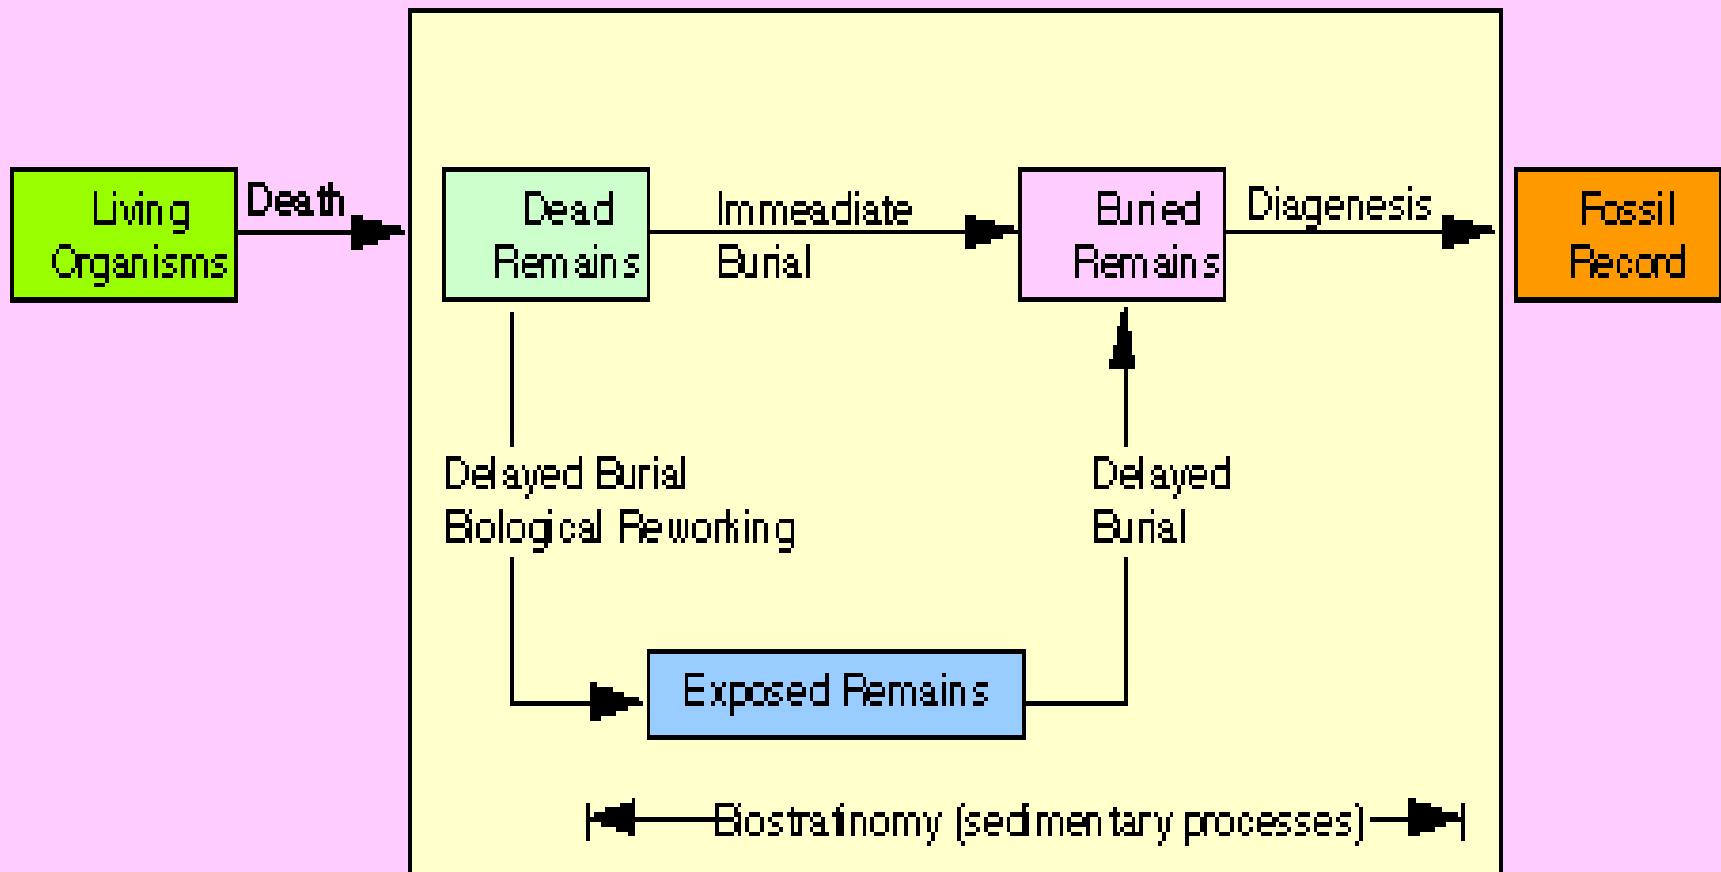 Living
Organisms
Death
Dead
Remains
Immeadiate
Burial
Buried
Remains
Diagenesis
Fossil
Record
Delayed Burial
Biological Reworking
Delayed
Burial
Exposed Remains
Biostratinomy (sedimentary processes)